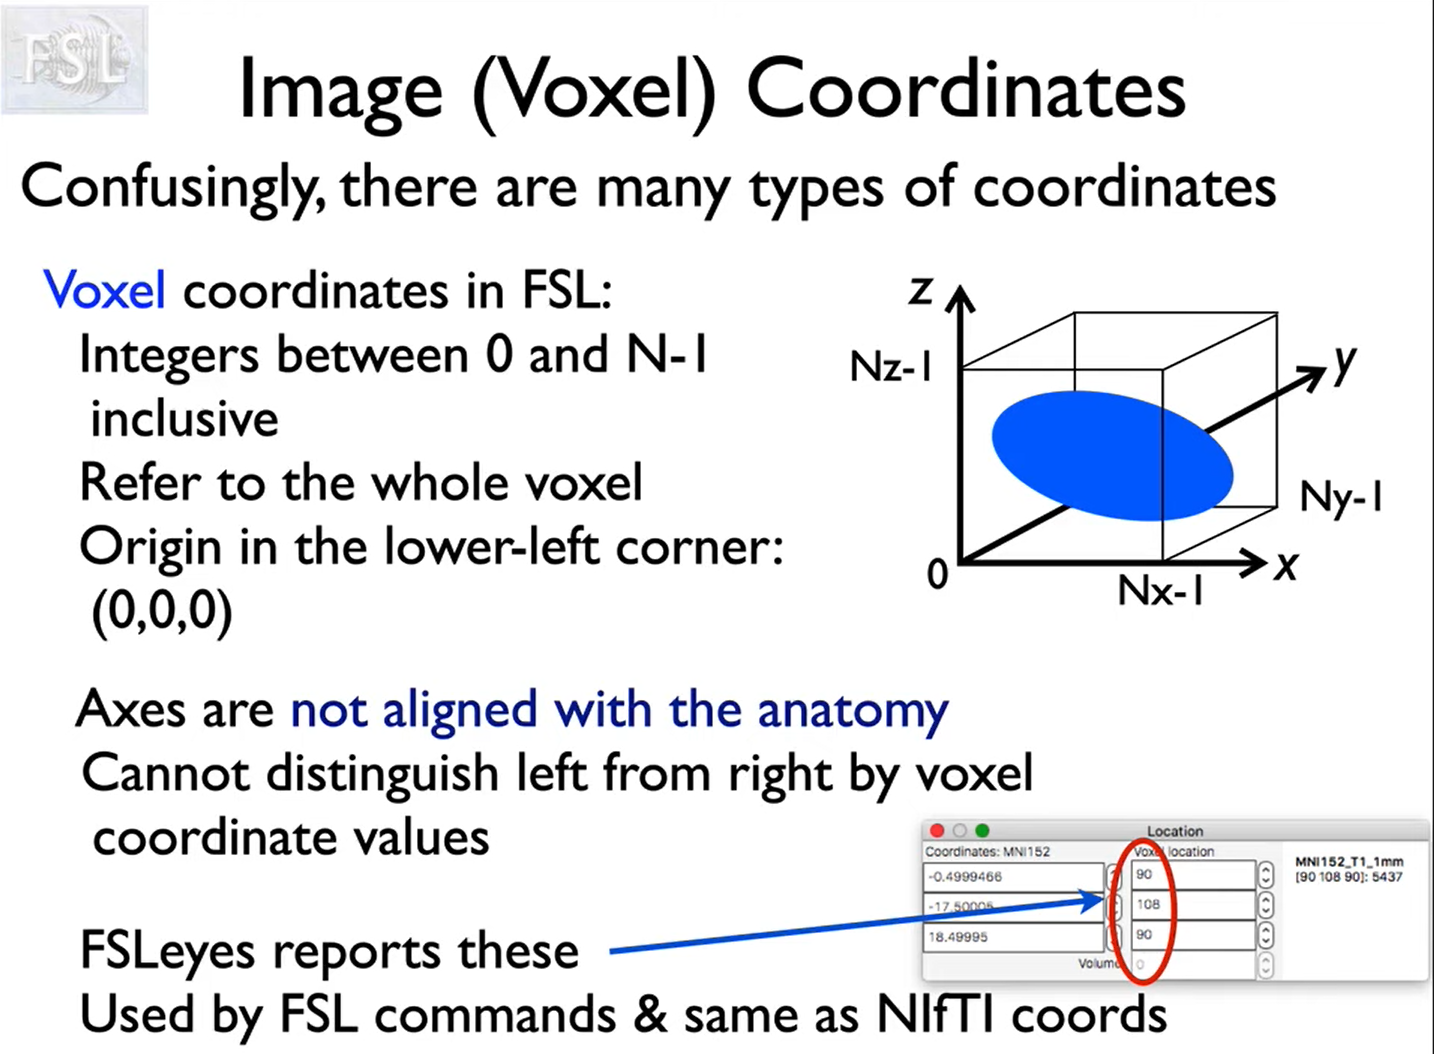 FSL
Image (Voxel) Coordinates
Confusingly, there are many types of coordinates
Voxel coordinates in FSL:
Integers between 0 and N-1
inclusive
Refer to the whole voxel
Origin in the lower-left corner:
(0,0,0)
z
Nz-1
y
Ny-1
0
x
Nx-1
Axes are not aligned with the anatomy
Cannot distinguish left from right by voxel
coordinate values
Location
Coordinates: MNI152
Voxel location
-0.4999466
90
MNI152_T1_1mm
[90 108 90]: 5437
-17.50005
108
18.49995
90
Volume
0
FSLeyes reports these
Used by FSL commands & same as NIfTI coords